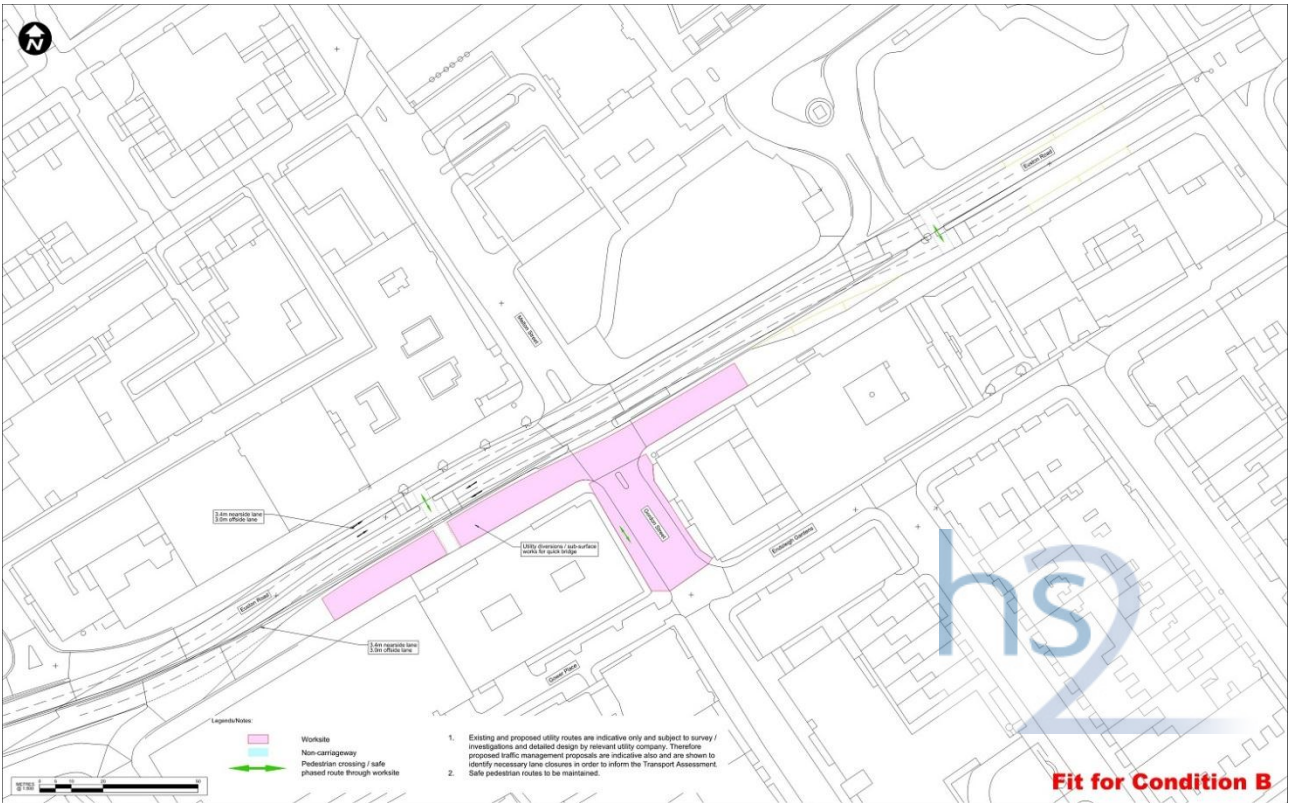 N
Euston Road
Melton Street
3.4m nearside lane
3.0m offside lane
Utility diversions / sub-surface
works for quick bridge
Gordon Street
Endsleigh Gardens
Euston Road
3.4m nearside lane
3.0m offside lane
Gower Place
hs2
Legends/Notes:
Worksite
Non-carriageway
Pedestrian crossing / safe
phased route through worksite
1. Existing and proposed utility routes are indicative only and subject to survey /
investigations and detailed design by relevant utility company. Therefore
proposed traffic management proposals are indicative also and are shown to
identify necessary lane closures in order to inform the Transport Assessment.
2. Safe pedestrian routes to be maintained.
METRES
0 5 10 20 50
Fit for Condition B